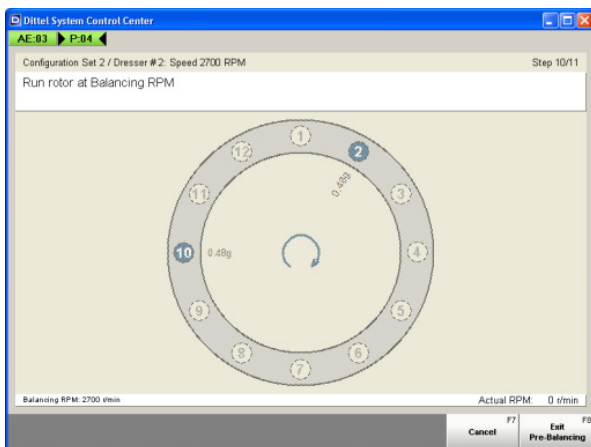 Dittel System Control Center
AE:03 P:04
Configuration Set 2 / Dresser #2: Speed 2700 RPM Step 10/11
Run rotor at Balancing RPM
1
12 2
0.48g
11 3
10 0.48g 4
9 5
8 6
7
Balancing RPM: 2700 r/min Actual RPM: 0 r/min
F7 F8
Cancel Exit
Pre-Balancing